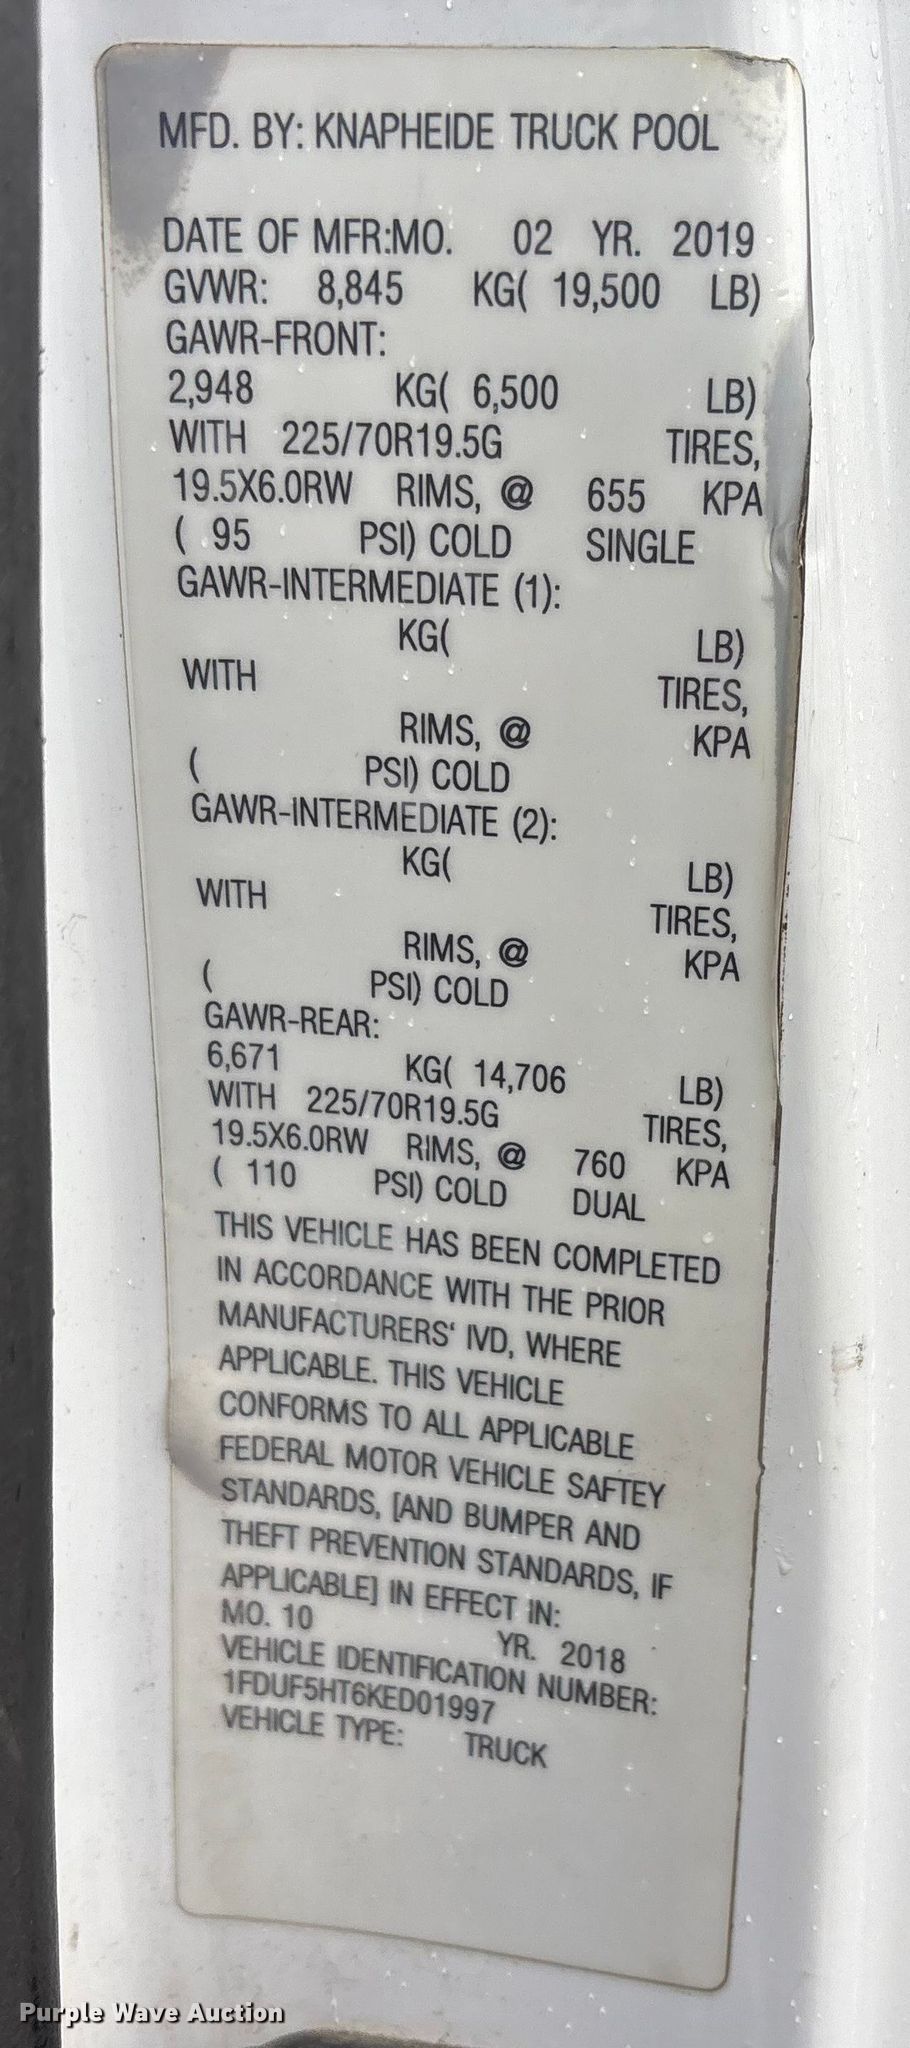 MFD. BY: KNAPHEIDE TRUCK POOL
DATE OF MFR:MO. 02 YR. 2019
GVWR: 8,845 KG( 19,500 LB)
GAWR-FRONT:
2,948 KG( 6,500 LB)
WITH 225/70R19.5G TIRES,
19.5X6.0RW RIMS, @ 655 KPA
( 95 PSI) COLD SINGLE
GAWR-INTERMEDIATE (1):
KG( LB)
WITH TIRES,
RIMS, @ KPA
( PSI) COLD
GAWR-INTERMEDIATE (2):
KG( LB)
WITH TIRES,
RIMS, @ KPA
( PSI) COLD
GAWR-REAR:
6,671 KG( 14,706 LB)
WITH 225/70R19.5G TIRES,
19.5X6.0RW RIMS, @ 760 KPA
( 110 PSI) COLD DUAL
THIS VEHICLE HAS BEEN COMPLETED
IN ACCORDANCE WITH THE PRIOR
MANUFACTURERS' IVD, WHERE
APPLICABLE. THIS VEHICLE
CONFORMS TO ALL APPLICABLE
FEDERAL MOTOR VEHICLE SAFTEY
STANDARDS, [AND BUMPER AND
THEFT PREVENTION STANDARDS, IF
APPLICABLE] IN EFFECT IN:
MO. 10 YR. 2018
VEHICLE IDENTIFICATION NUMBER:
1FDUF5HT6KED01997
VEHICLE TYPE: TRUCK
Purple Wave Auction